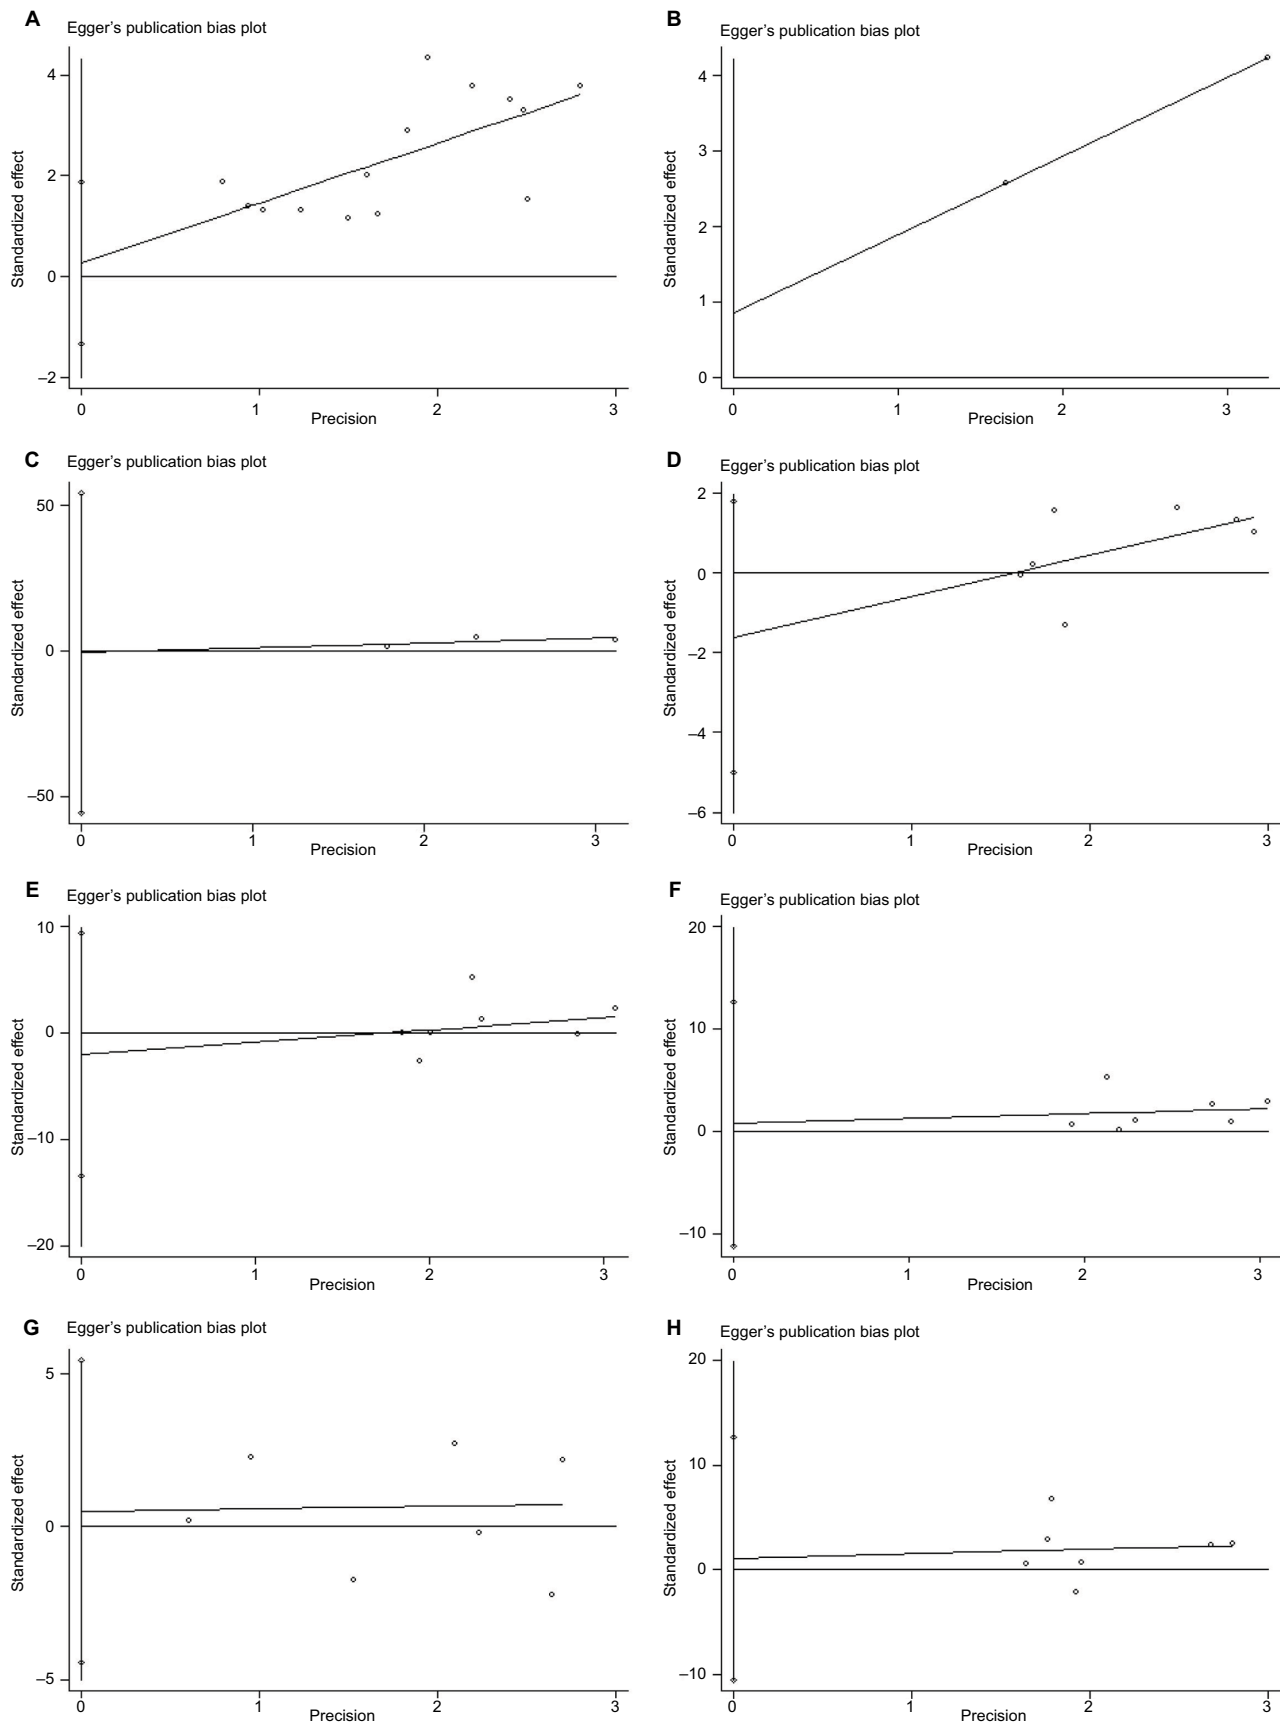 A Egger’s publication bias plot
4
2
0
–2
Standardized effect
0 1 2 3
Precision
B Egger’s publication bias plot
4
3
2
1
0
Standardized effect
0 1 2 3
Precision
C Egger’s publication bias plot
50
0
–50
Standardized effect
0 1 2 3
Precision
D Egger’s publication bias plot
2
0
–2
–4
–6
Standardized effect
0 1 2 3
Precision
E Egger’s publication bias plot
10
0
–10
–20
Standardized effect
0 1 2 3
Precision
F Egger’s publication bias plot
20
10
0
–10
Standardized effect
0 1 2 3
Precision
G Egger’s publication bias plot
5
0
–5
Standardized effect
0 1 2 3
Precision
H Egger’s publication bias plot
20
10
0
–10
Standardized effect
0 1 2 3
Precision